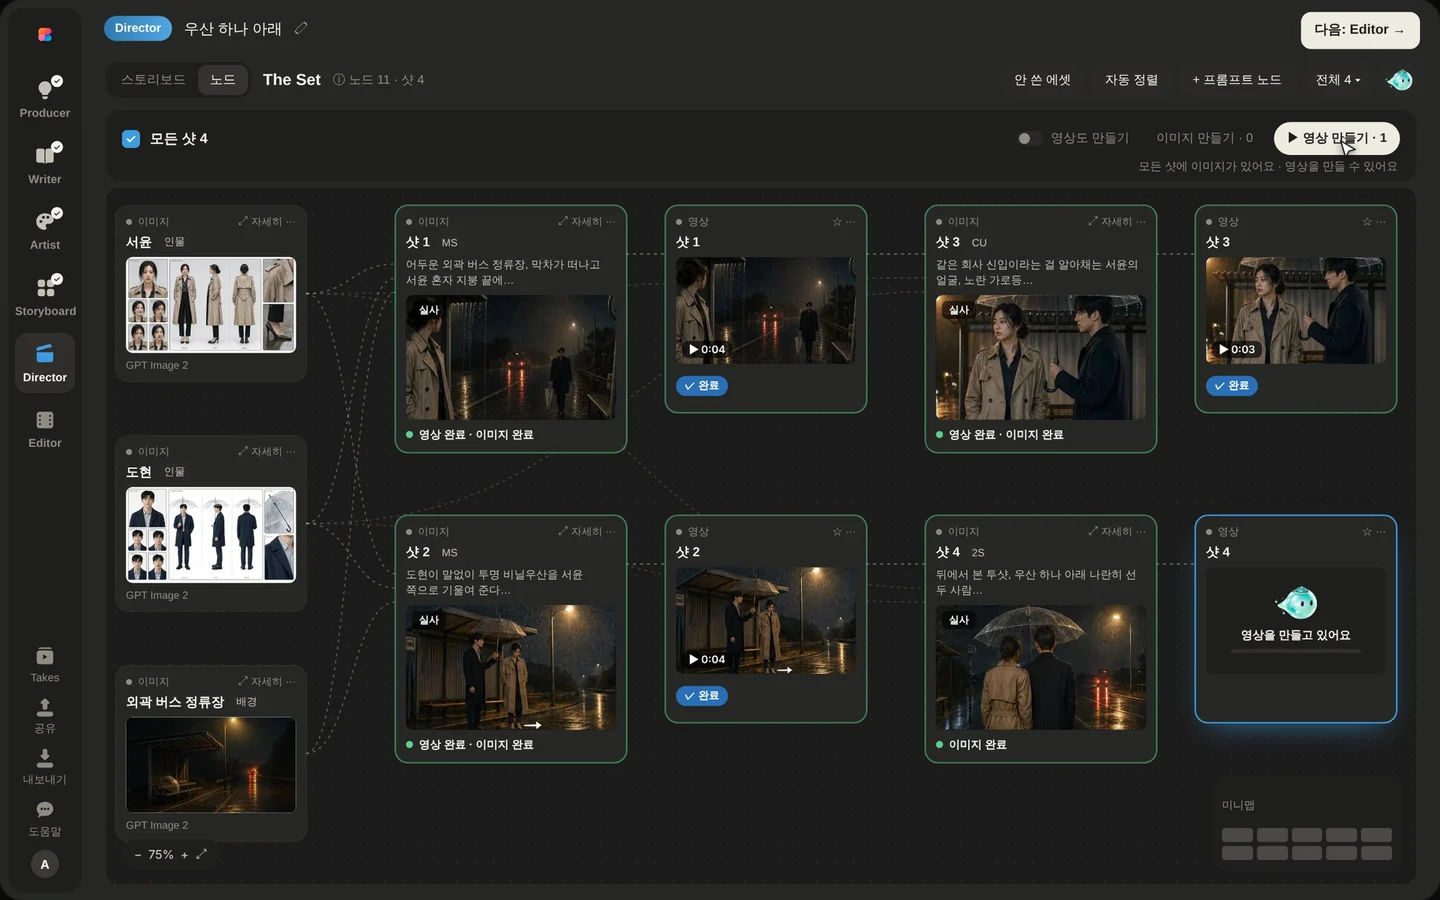 Director
우산 하나 아래
다음: Editor →
Producer
Writer
Artist
Storyboard
Director
Editor
Takes
공유
내보내기
도움말
A
스토리보드
노드
The Set
ⓘ 노드 11 · 샷 4
안 쓴 에셋
자동 정렬
+ 프롬프트 노드
전체 4
모든 샷 4
영상도 만들기
이미지 만들기 · 0
▶ 영상 만들기 · 1
모든 샷에 이미지가 있어요 · 영상을 만들 수 있어요
이미지
자세히 ···
서윤 인물
GPT Image 2
이미지
자세히 ···
도현 인물
GPT Image 2
이미지
자세히 ···
외곽 버스 정류장 배경
GPT Image 2
− 75% +
이미지
자세히 ···
샷 1 MS
어두운 외곽 버스 정류장, 막차가 떠나고
서윤 혼자 지붕 끝에…
실사
영상 완료 · 이미지 완료
영상
☆ ···
샷 1
▶ 0:04
✓ 완료
이미지
자세히 ···
샷 3 CU
같은 회사 신입이라는 걸 알아채는 서윤의
얼굴, 노란 가로등…
실사
영상 완료 · 이미지 완료
영상
☆ ···
샷 3
▶ 0:03
✓ 완료
이미지
자세히 ···
샷 2 MS
도현이 말없이 투명 비닐우산을 서윤
쪽으로 기울여 준다…
실사
영상 완료 · 이미지 완료
영상
☆ ···
샷 2
▶ 0:04
✓ 완료
이미지
자세히 ···
샷 4 2S
뒤에서 본 투샷, 우산 하나 아래 나란히 선
두 사람…
실사
이미지 완료
영상
☆ ···
샷 4
영상을 만들고 있어요
미니맵